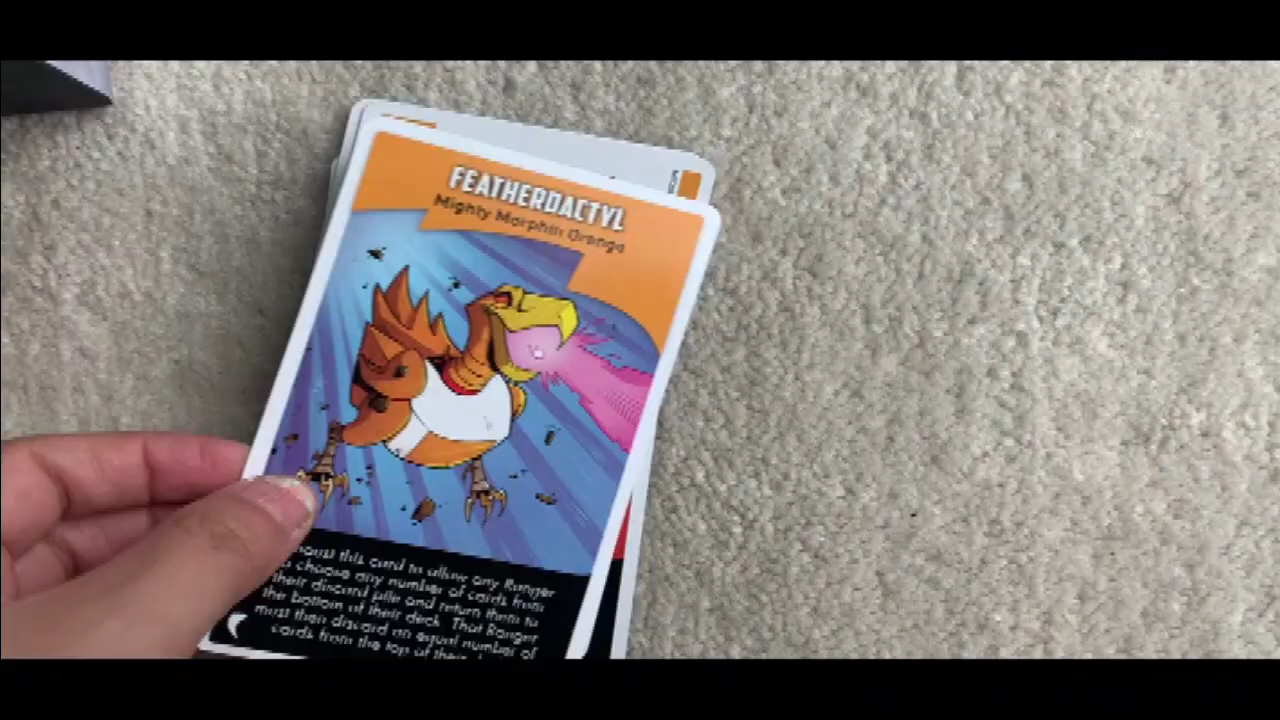 FEATHERDACTYL
Mighty Morphin Orange
this card to allow any Ranger
choose any number of cards from
their discard pile and return them to
the bottom of their deck. That Ranger
must then discard an equal number of
cards from the top of their